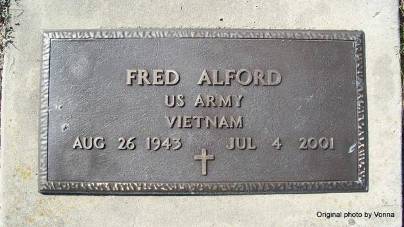 FRED ALFORD
US ARMY
VIETNAM
AUG 26 1943 JUL 4 2001
Original photo by Vonna